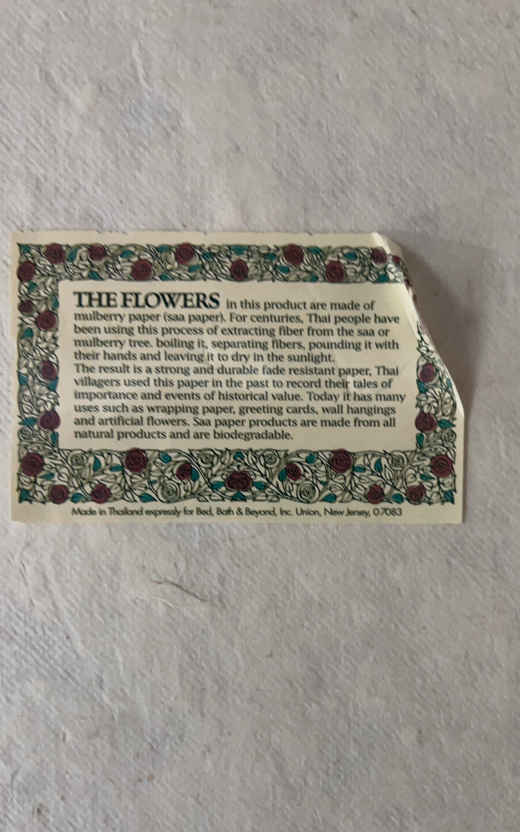 THE FLOWERS in this product are made of
mulberry paper (saa paper). For centuries, Thai people have
been using this process of extracting fiber from the saa or
mulberry tree. boiling it, separating fibers, pounding it with
their hands and leaving it to dry in the sunlight.
The result is a strong and durable fade resistant paper, Thai
villagers used this paper in the past to record their tales of
importance and events of historical value. Today it has many
uses such as wrapping paper, greeting cards, wall hangings
and artificial flowers. Saa paper products are made from all
natural products and are biodegradable.
Made in Thailand expressly for Bed, Bath & Beyond, Inc. Union, New Jersey, 07083